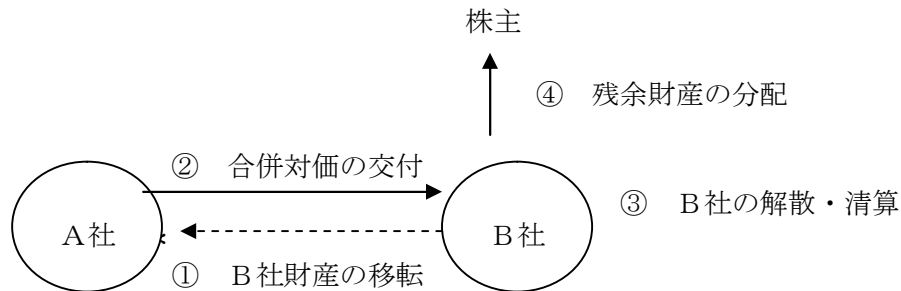 株主
④　残余財産の分配
②　合併対価の交付
③　Ｂ社の解散・清算
Ａ社
Ｂ社
①　Ｂ社財産の移転